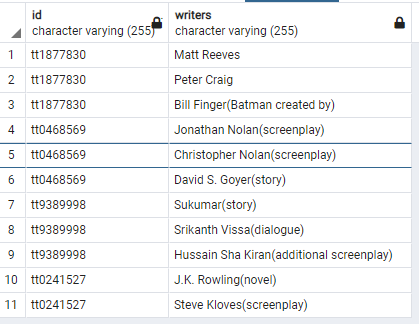 id writers
character varying (255) character varying (255)
1 tt1877830 Matt Reeves
2 tt1877830 Peter Craig
3 tt1877830 Bill Finger(Batman created by)
4 tt0468569 Jonathan Nolan(screenplay)
5 tt0468569 Christopher Nolan(screenplay)
6 tt0468569 David S. Goyer(story)
7 tt9389998 Sukumar(story)
8 tt9389998 Srikanth Vissa(dialogue)
9 tt9389998 Hussain Sha Kiran(additional screenplay)
10 tt0241527 J.K. Rowling(novel)
11 tt0241527 Steve Kloves(screenplay)